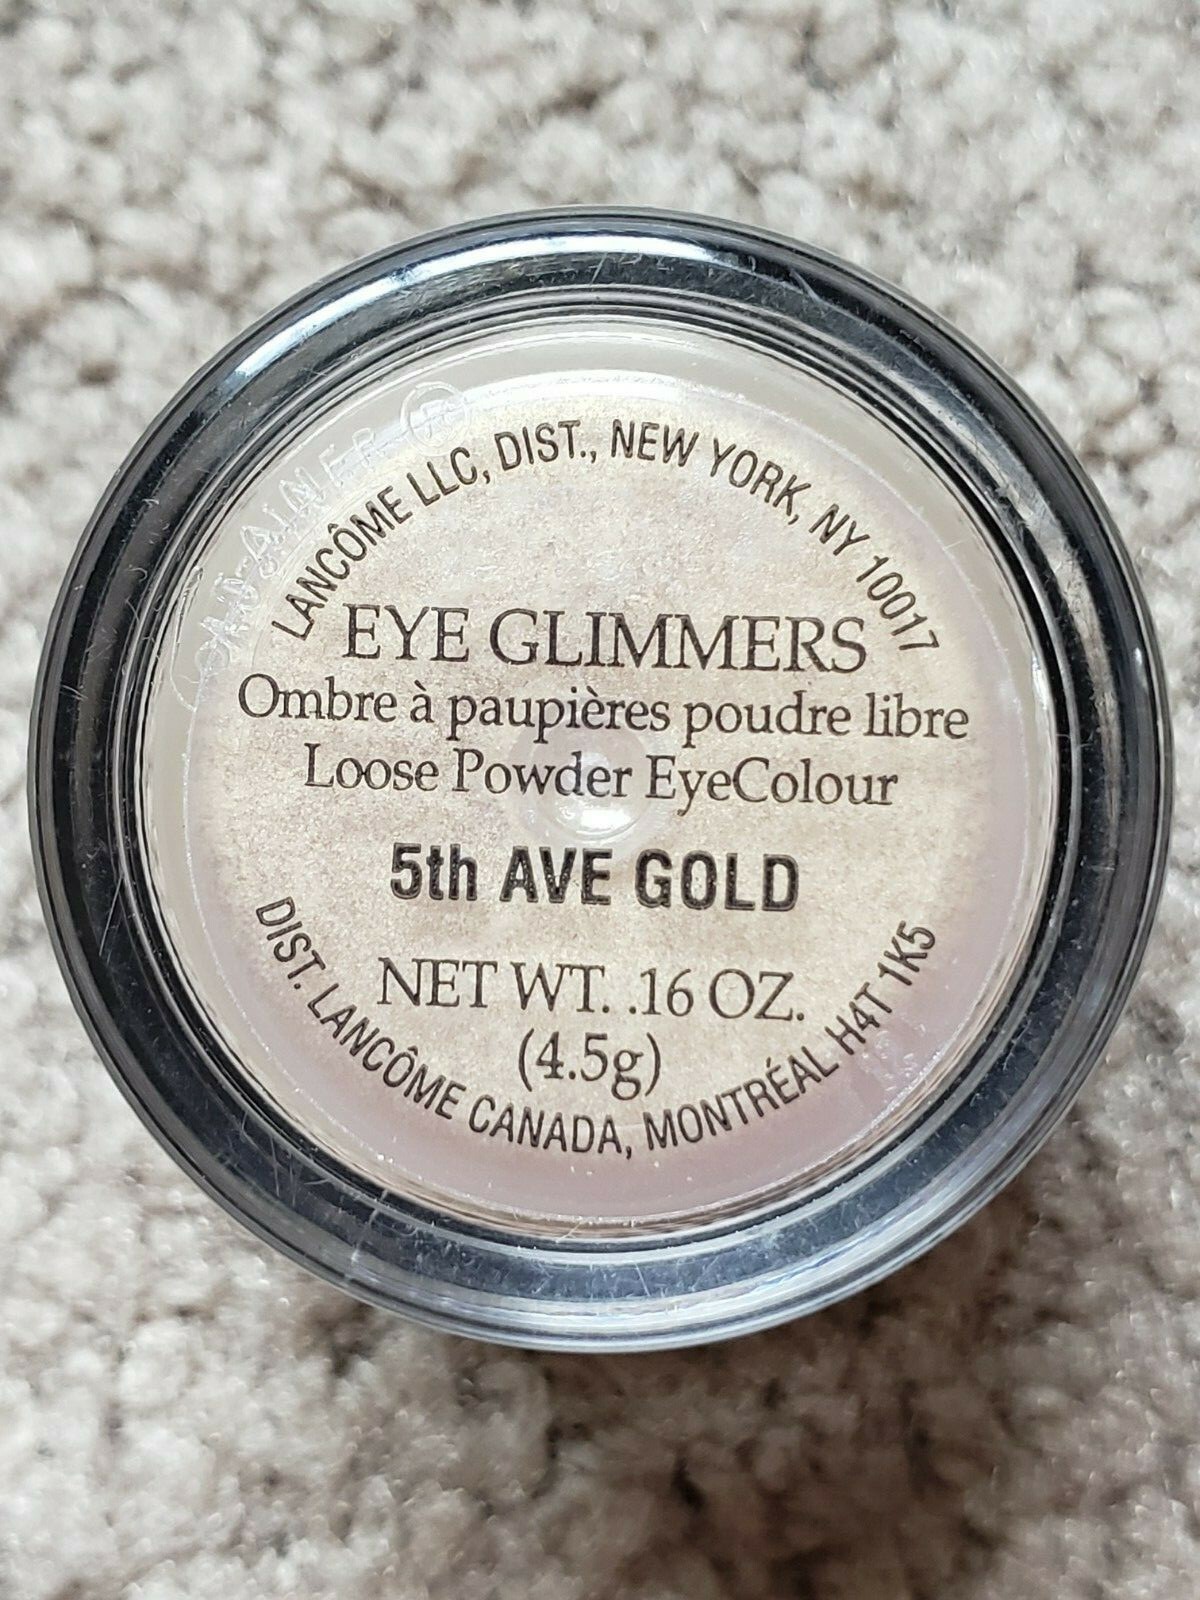 LANCÔME LLC, DIST., NEW YORK, NY 10017
EYE GLIMMERS
Ombre à paupières poudre libre
Loose Powder EyeColour
5th AVE GOLD
NET WT. .16 OZ.
(4.5g)
DIST. LANCÔME CANADA, MONTRÉAL H4T 1K5